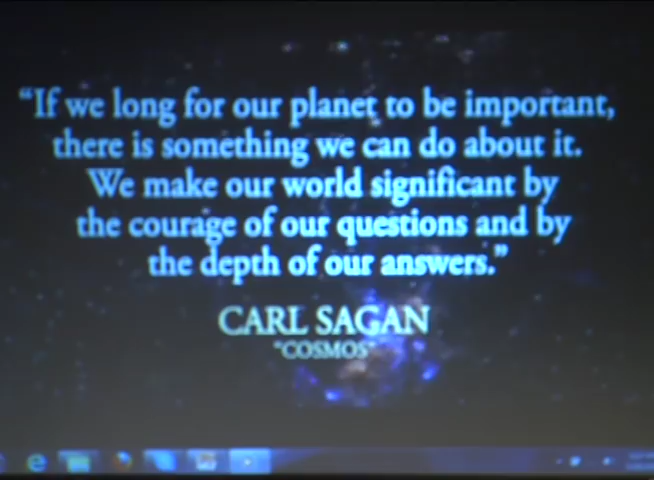 “If we long for our planet to be important,
there is something we can do about it.
We make our world significant by
the courage of our questions and by
the depth of our answers.”
CARL SAGAN
"COSMOS"